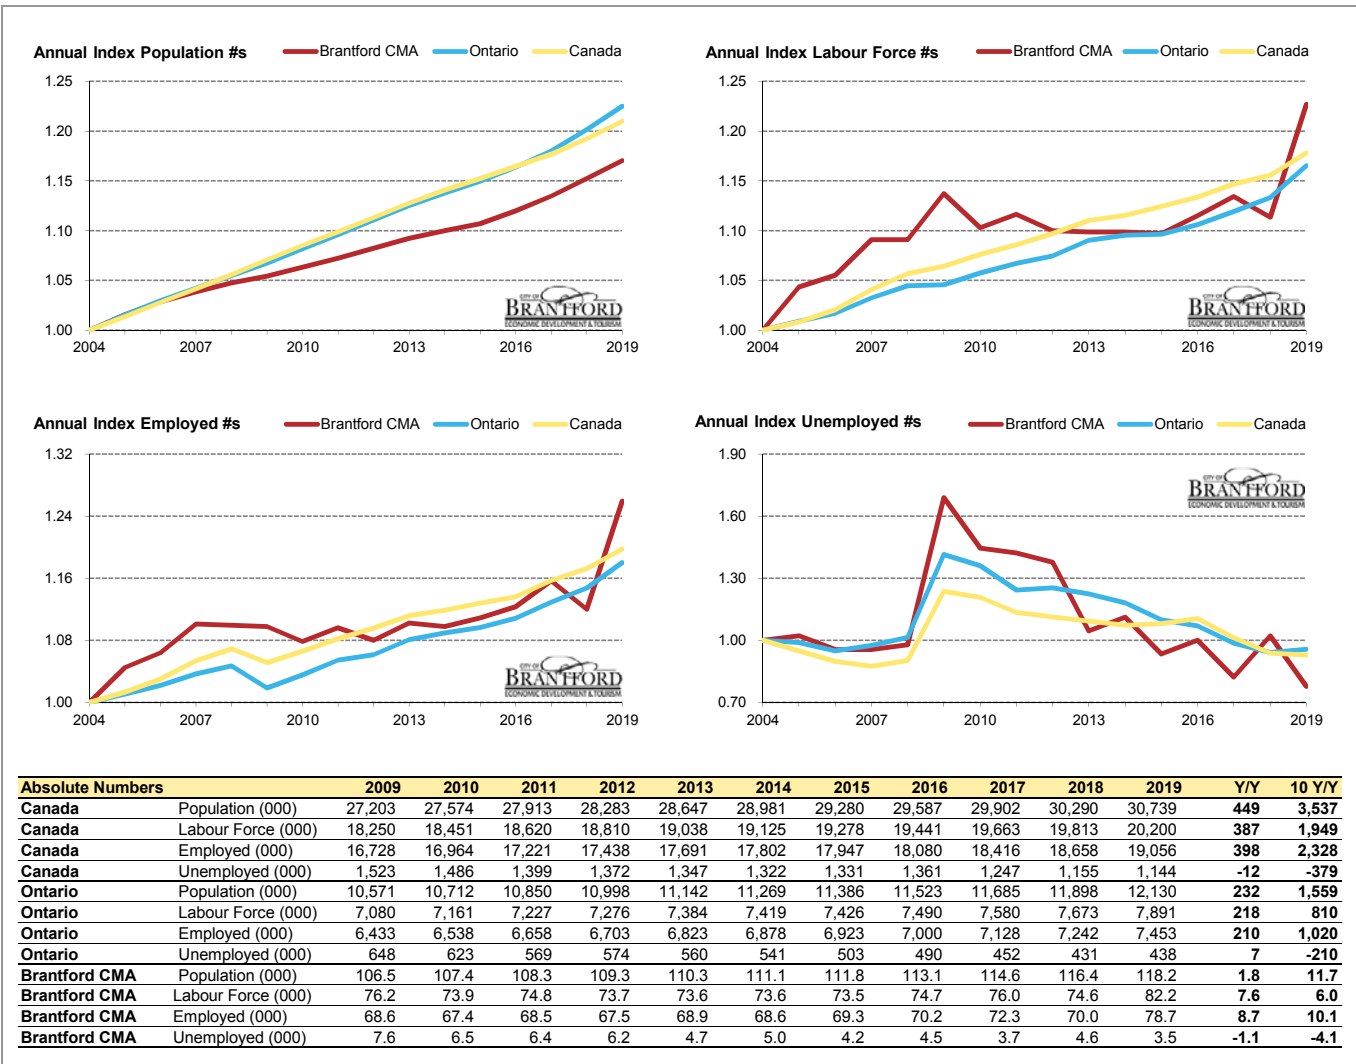 Annual Index Population #s Brantford CMA Ontario Canada
1.25
1.20
1.15
1.10
1.05
1.00
2004 2007 2010 2013 2016 2019
CITY OF
BRANTFORD
ECONOMIC DEVELOPMENT & TOURISM
Annual Index Labour Force #s Brantford CMA Ontario Canada
1.25
1.20
1.15
1.10
1.05
1.00
2004 2007 2010 2013 2016 2019
CITY OF
BRANTFORD
ECONOMIC DEVELOPMENT & TOURISM
Annual Index Employed #s Brantford CMA Ontario Canada
1.32
1.24
1.16
1.08
1.00
2004 2007 2010 2013 2016 2019
CITY OF
BRANTFORD
ECONOMIC DEVELOPMENT & TOURISM
Annual Index Unemployed #s Brantford CMA Ontario Canada
1.90
1.60
1.30
1.00
0.70
2004 2007 2010 2013 2016 2019
CITY OF
BRANTFORD
ECONOMIC DEVELOPMENT & TOURISM
Absolute Numbers 2009 2010 2011 2012 2013 2014 2015 2016 2017 2018 2019 Y/Y 10 Y/Y
Canada Population (000) 27,203 27,574 27,913 28,283 28,647 28,981 29,280 29,587 29,902 30,290 30,739 449 3,537
Canada Labour Force (000) 18,250 18,451 18,620 18,810 19,038 19,125 19,278 19,441 19,663 19,813 20,200 387 1,949
Canada Employed (000) 16,728 16,964 17,221 17,438 17,691 17,802 17,947 18,080 18,416 18,658 19,056 398 2,328
Canada Unemployed (000) 1,523 1,486 1,399 1,372 1,347 1,322 1,331 1,361 1,247 1,155 1,144 -12 -379
Ontario Population (000) 10,571 10,712 10,850 10,998 11,142 11,269 11,386 11,523 11,685 11,898 12,130 232 1,559
Ontario Labour Force (000) 7,080 7,161 7,227 7,276 7,384 7,419 7,426 7,490 7,580 7,673 7,891 218 810
Ontario Employed (000) 6,433 6,538 6,658 6,703 6,823 6,878 6,923 7,000 7,128 7,242 7,453 210 1,020
Ontario Unemployed (000) 648 623 569 574 560 541 503 490 452 431 438 7 -210
Brantford CMA Population (000) 106.5 107.4 108.3 109.3 110.3 111.1 111.8 113.1 114.6 116.4 118.2 1.8 11.7
Brantford CMA Labour Force (000) 76.2 73.9 74.8 73.7 73.6 73.6 73.5 74.7 76.0 74.6 82.2 7.6 6.0
Brantford CMA Employed (000) 68.6 67.4 68.5 67.5 68.9 68.6 69.3 70.2 72.3 70.0 78.7 8.7 10.1
Brantford CMA Unemployed (000) 7.6 6.5 6.4 6.2 4.7 5.0 4.2 4.5 3.7 4.6 3.5 -1.1 -4.1